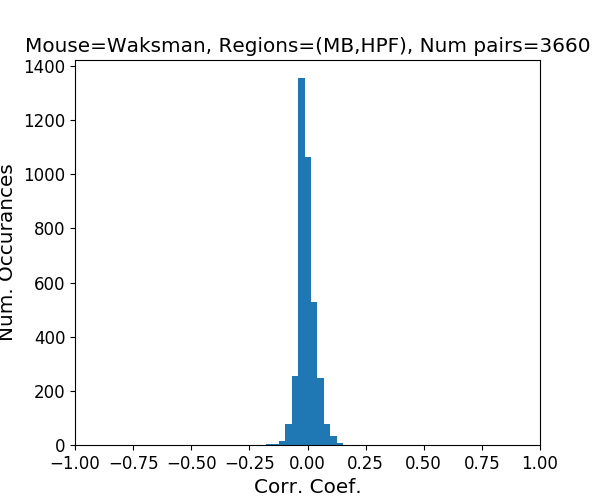 Mouse=Waksman, Regions=(MB,HPF), Num pairs=3660
1400
1200
1000
800
600
400
200
0
Num. Occurances
−1.00 −0.75 −0.50 −0.25 0.00 0.25 0.50 0.75 1.00
Corr. Coef.